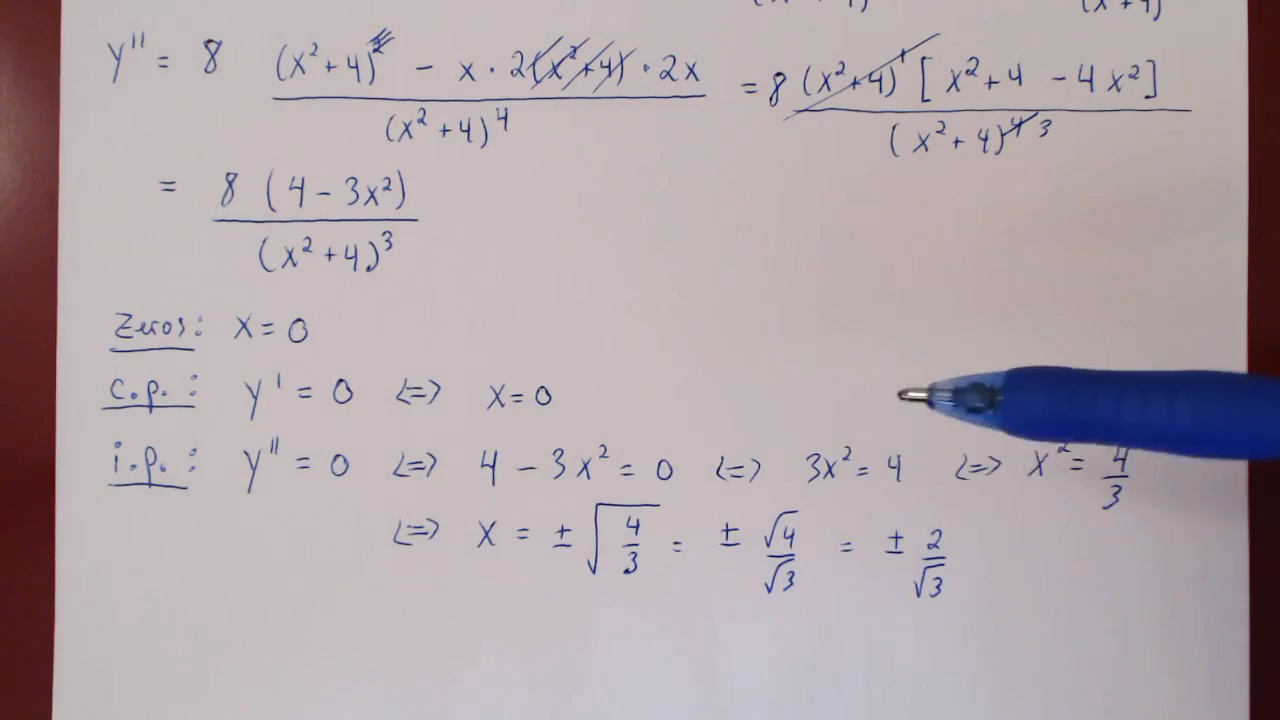 y'' = 8 (x²+4)² - x · 2(x²+4) · 2x / (x²+4)⁴ = 8 (x²+4)¹ [x²+4 - 4x²] / (x²+4)⁴ ³
= 8 (4 - 3x²) / (x²+4)³
Zeros: x = 0
c.p.: y' = 0 <=> x = 0
i.p.: y'' = 0 <=> 4 - 3x² = 0 <=> 3x² = 4 <=> x² = 4/3
<=> x = ± √(4/3) = ± √4/√3 = ± 2/√3